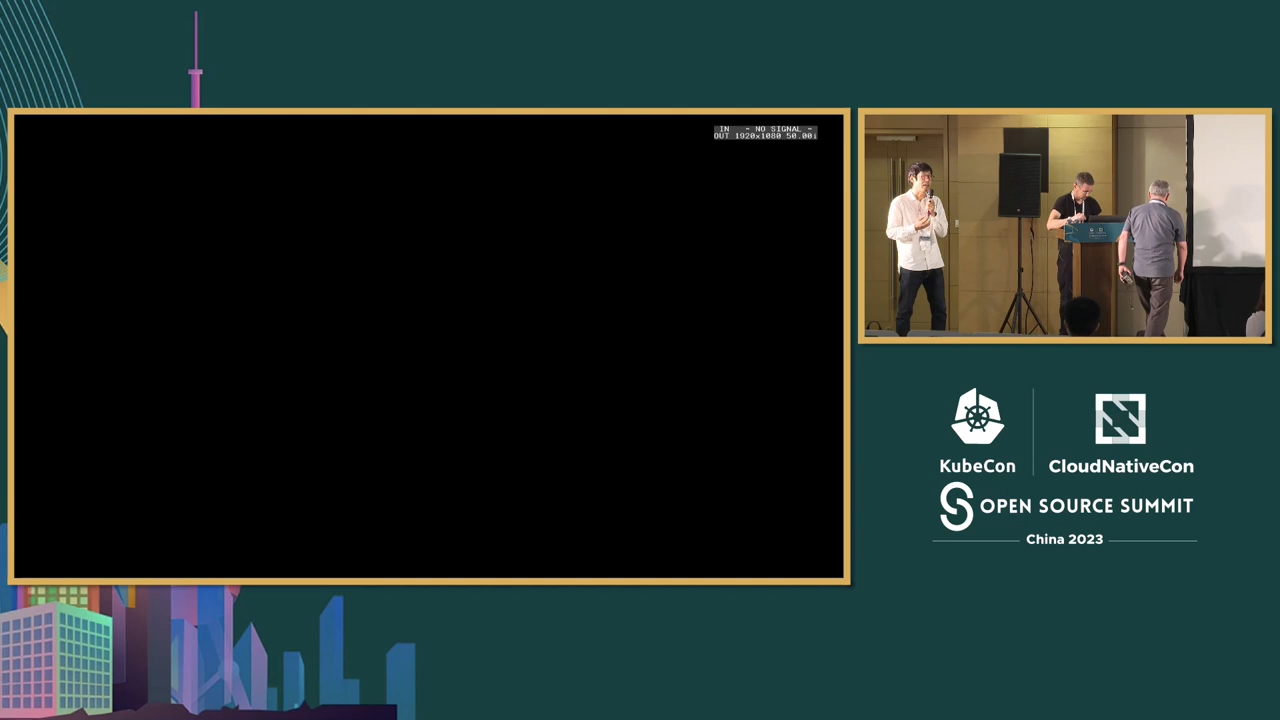 IN - NO SIGNAL -
OUT 1920x1080 50.00i
KubeCon
CloudNativeCon
OPEN SOURCE SUMMIT
China 2023